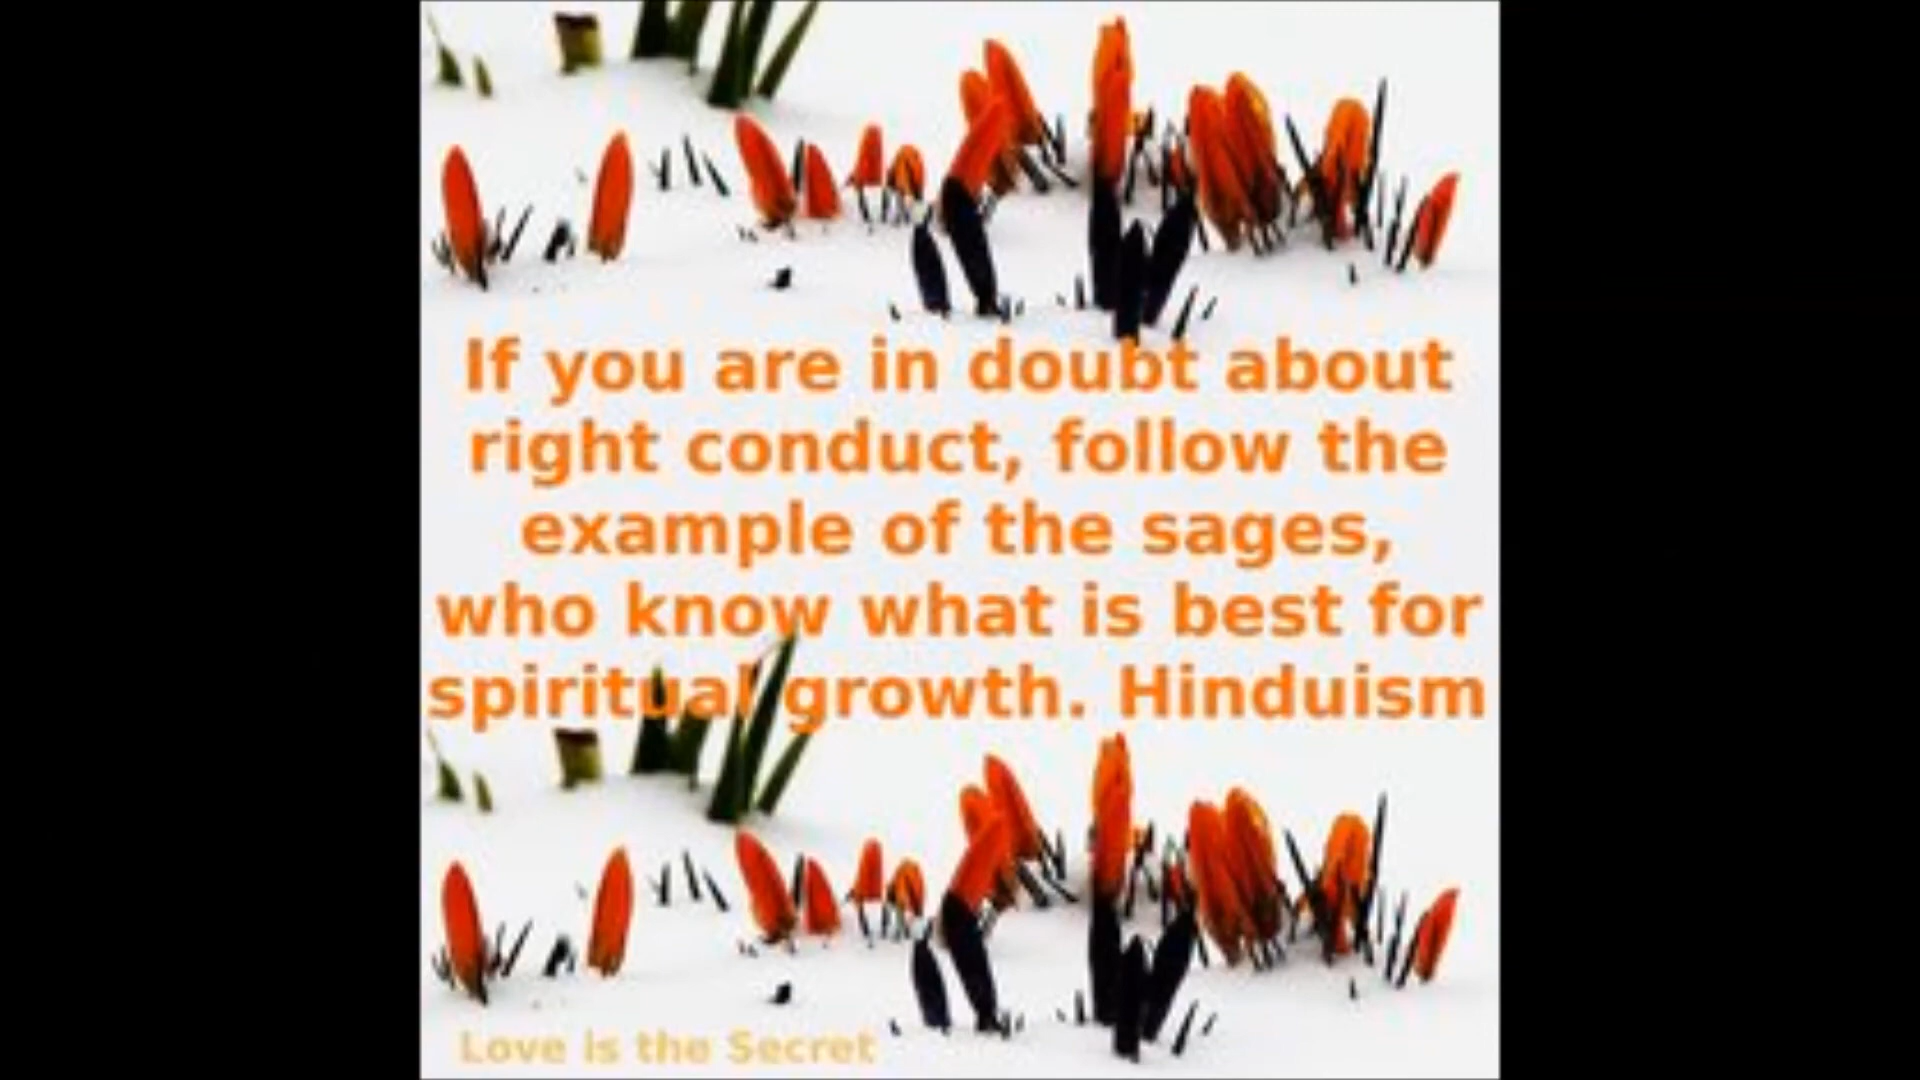 If you are in doubt about
right conduct, follow the
example of the sages,
who know what is best for
spiritual growth. Hinduism
Love is the Secret